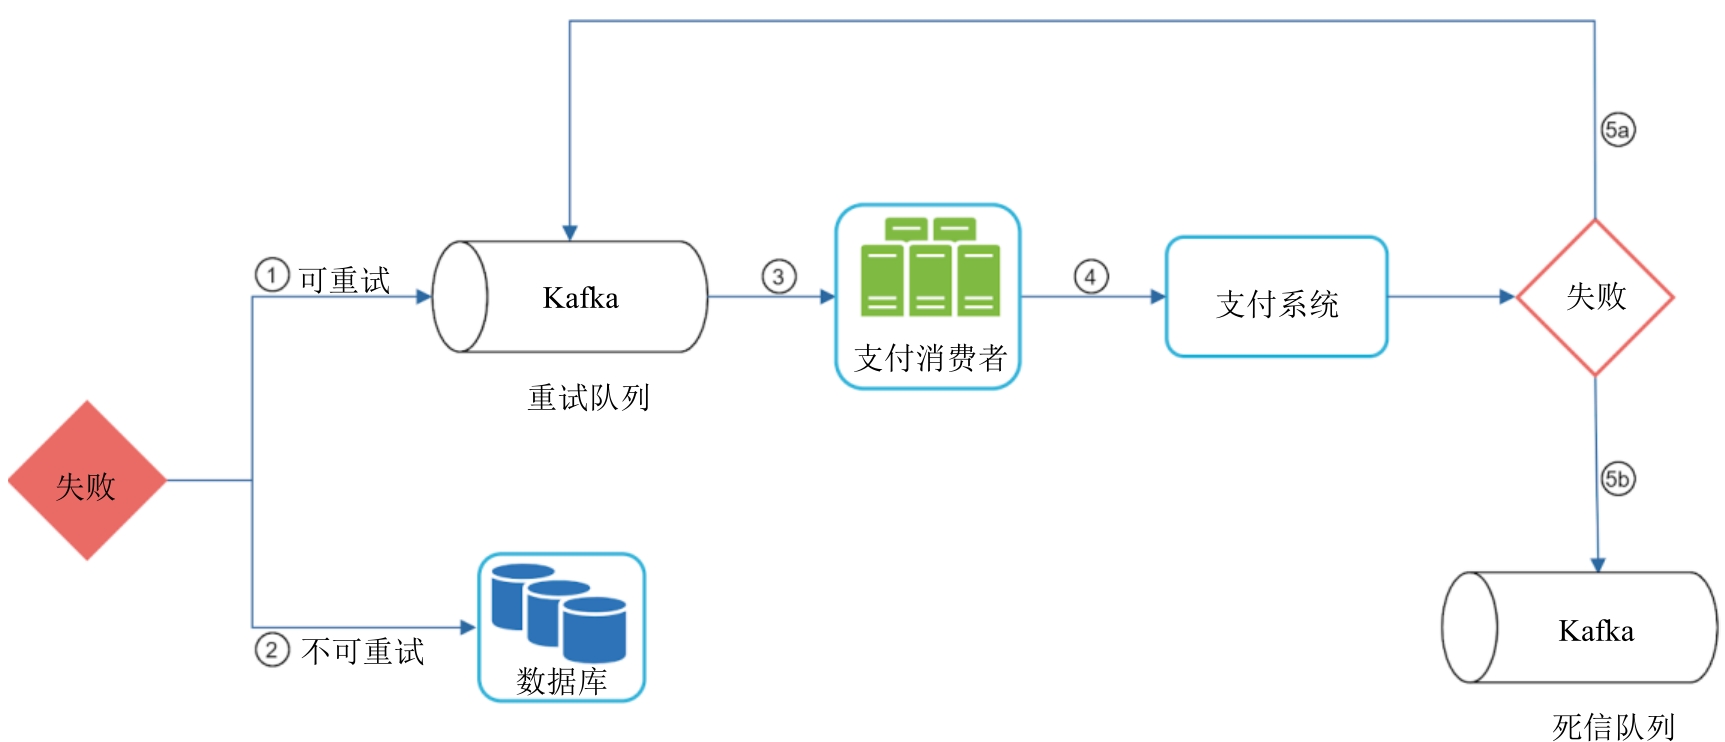 5a
① 可重试
Kafka
重试队列
③
支付消费者
④
支付系统
失败
失败
5b
② 不可重试
数据库
Kafka
死信队列